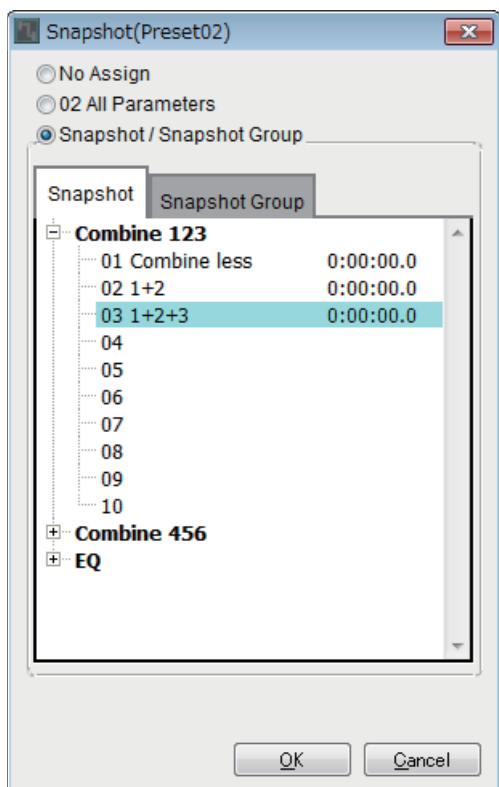 Snapshot(Preset02)
No Assign
02 All Parameters
Snapshot / Snapshot Group
Snapshot Snapshot Group
Combine 123
01 Combine less 0:00:00.0
02 1+2 0:00:00.0
03 1+2+3 0:00:00.0
04
05
06
07
08
09
10
Combine 456
EQ
OK Cancel